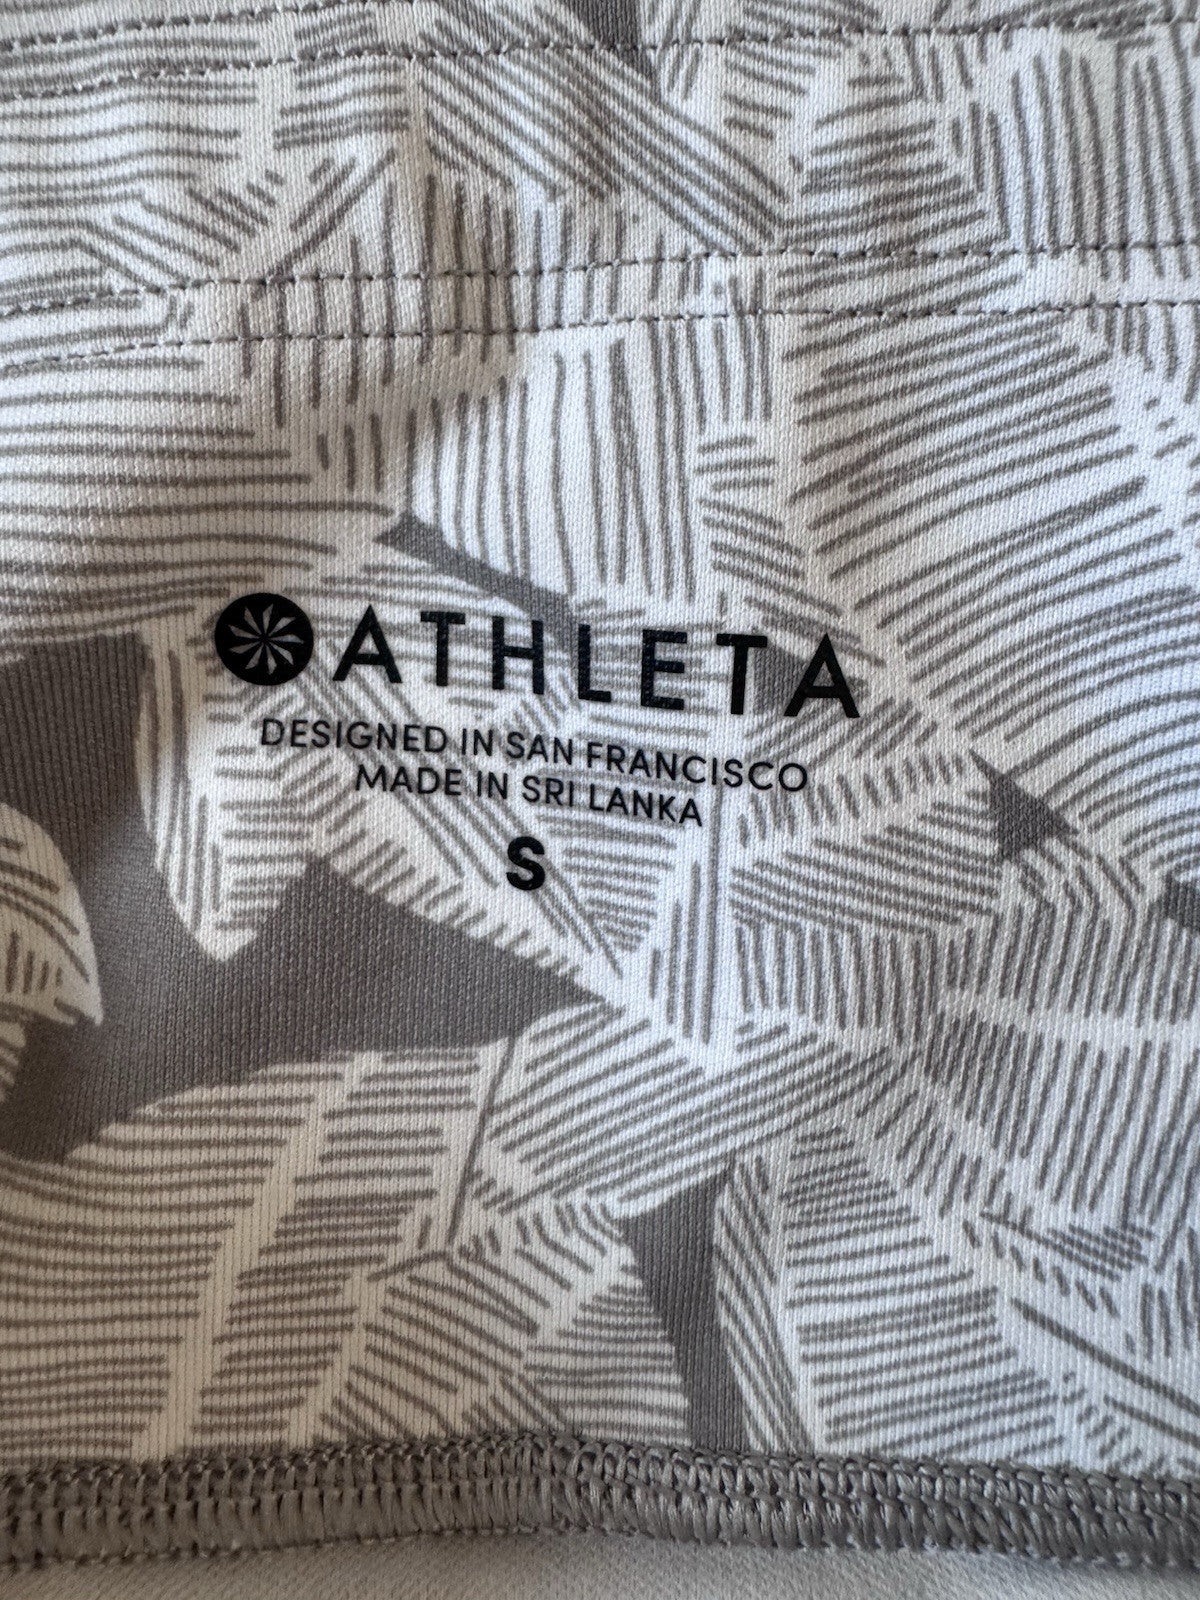 ATHLETA
DESIGNED IN SAN FRANCISCO
MADE IN SRI LANKA
S